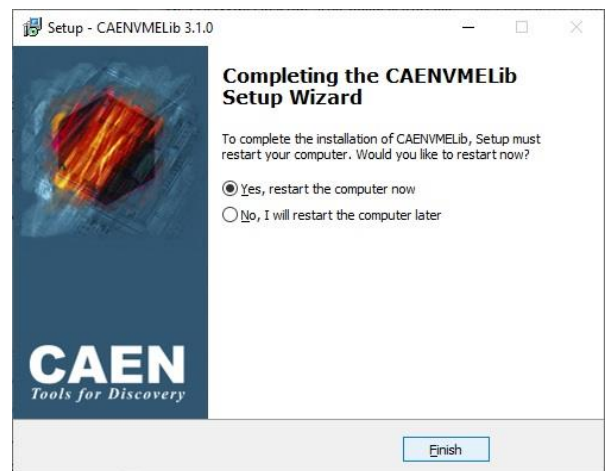 Setup - CAENVMELib 3.1.0
Completing the CAENVMELib
Setup Wizard
To complete the installation of CAENVMELib, Setup must
restart your computer. Would you like to restart now?
Yes, restart the computer now
No, I will restart the computer later
CAEN
Tools for Discovery
Finish